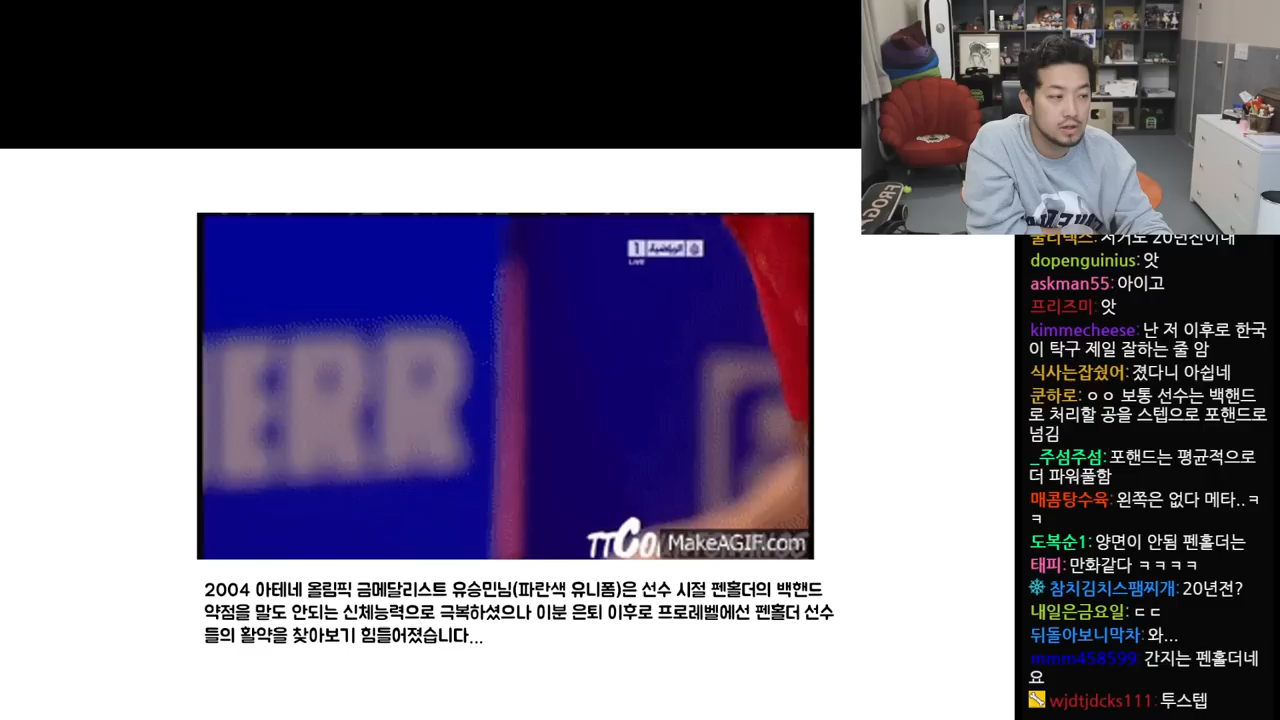 1 الرياضية
LIVE
ERR
TTCo
MakeAGIF.com
2004 아테네 올림픽 금메달리스트 유승민님(파란색 유니폼)은 선수 시절 펜홀더의 백핸드
약점을 말도 안되는 신체능력으로 극복하셨으나 이분 은퇴 이후로 프로레벨에선 펜홀더 선수
들의 활약을 찾아보기 힘들어졌습니다...
dopenguinius: 앗
askman55: 아이고
프리즈미: 앗
kimmecheese: 난 저 이후로 한국
이 탁구 제일 잘하는 줄 암
식사는잡쉈어: 졌다니 아쉽네
쿤하로: ㅇㅇ 보통 선수는 백핸드
로 처리할 공을 스텝으로 포핸드로
넘김
_주섬주섬: 포핸드는 평균적으로
더 파워풀함
매콤탕수육: 왼쪽은 없다 메타..ㅋ
ㅋ
도복순1: 양면이 안됨 펜홀더는
태피: 만화같다 ㅋㅋㅋㅋ
참치김치스팸찌개: 20년전?
내일은금요일: ㄷㄷ
뒤돌아보니막차: 와...
mmm458599: 간지는 펜홀더네
요
wjdtjdcks111: 투스텝